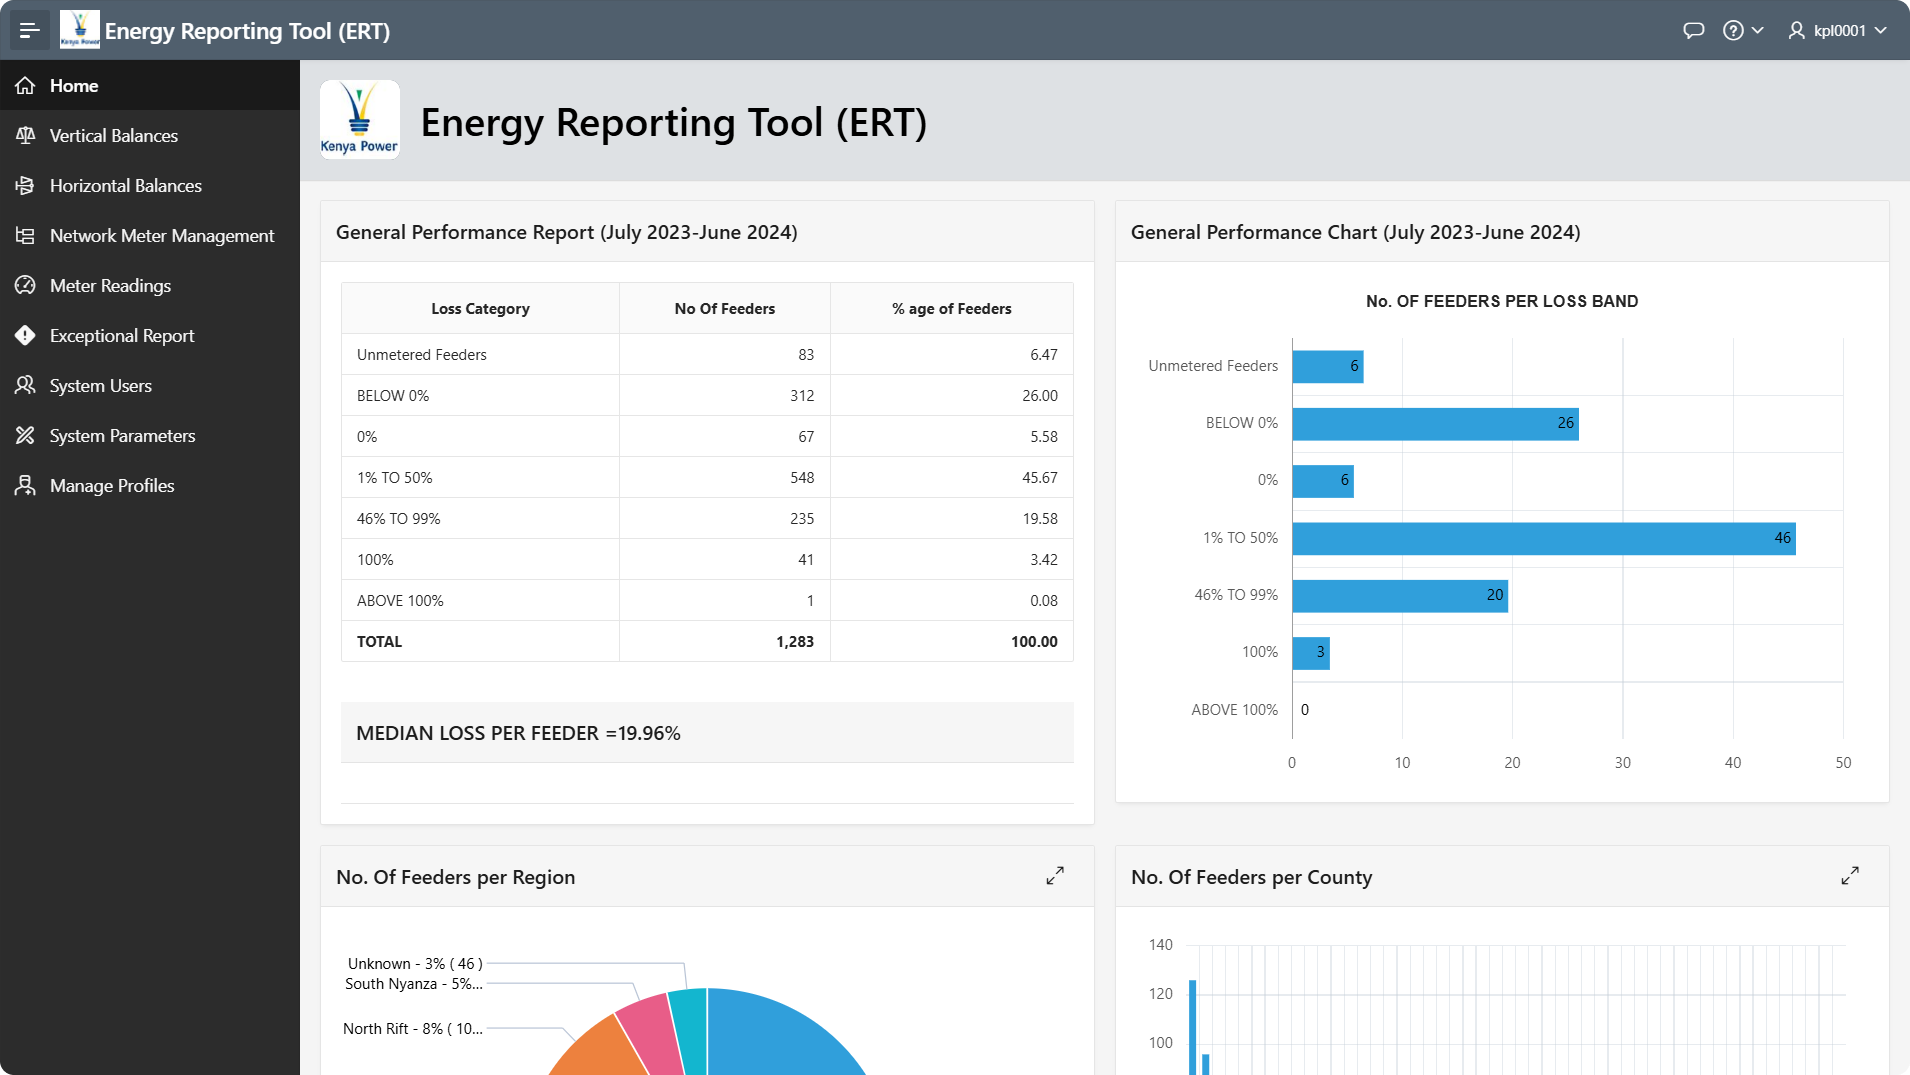 Kenya Power
Energy Reporting Tool (ERT)
kpl0001
Home
Vertical Balances
Horizontal Balances
Network Meter Management
Meter Readings
Exceptional Report
System Users
System Parameters
Manage Profiles
Kenya Power
Energy Reporting Tool (ERT)
General Performance Report (July 2023-June 2024)
Loss Category No Of Feeders % age of Feeders
Unmetered Feeders 83 6.47
BELOW 0% 312 26.00
0% 67 5.58
1% TO 50% 548 45.67
46% TO 99% 235 19.58
100% 41 3.42
ABOVE 100% 1 0.08
TOTAL 1,283 100.00
MEDIAN LOSS PER FEEDER =19.96%
General Performance Chart (July 2023-June 2024)
No. OF FEEDERS PER LOSS BAND
Unmetered Feeders 6
BELOW 0% 26
0% 6
1% TO 50% 46
46% TO 99% 20
100% 3
ABOVE 100% 0
0 10 20 30 40 50
No. Of Feeders per Region
Unknown - 3% ( 46 )
South Nyanza - 5%...
North Rift - 8% ( 10...
No. Of Feeders per County
140
120
100